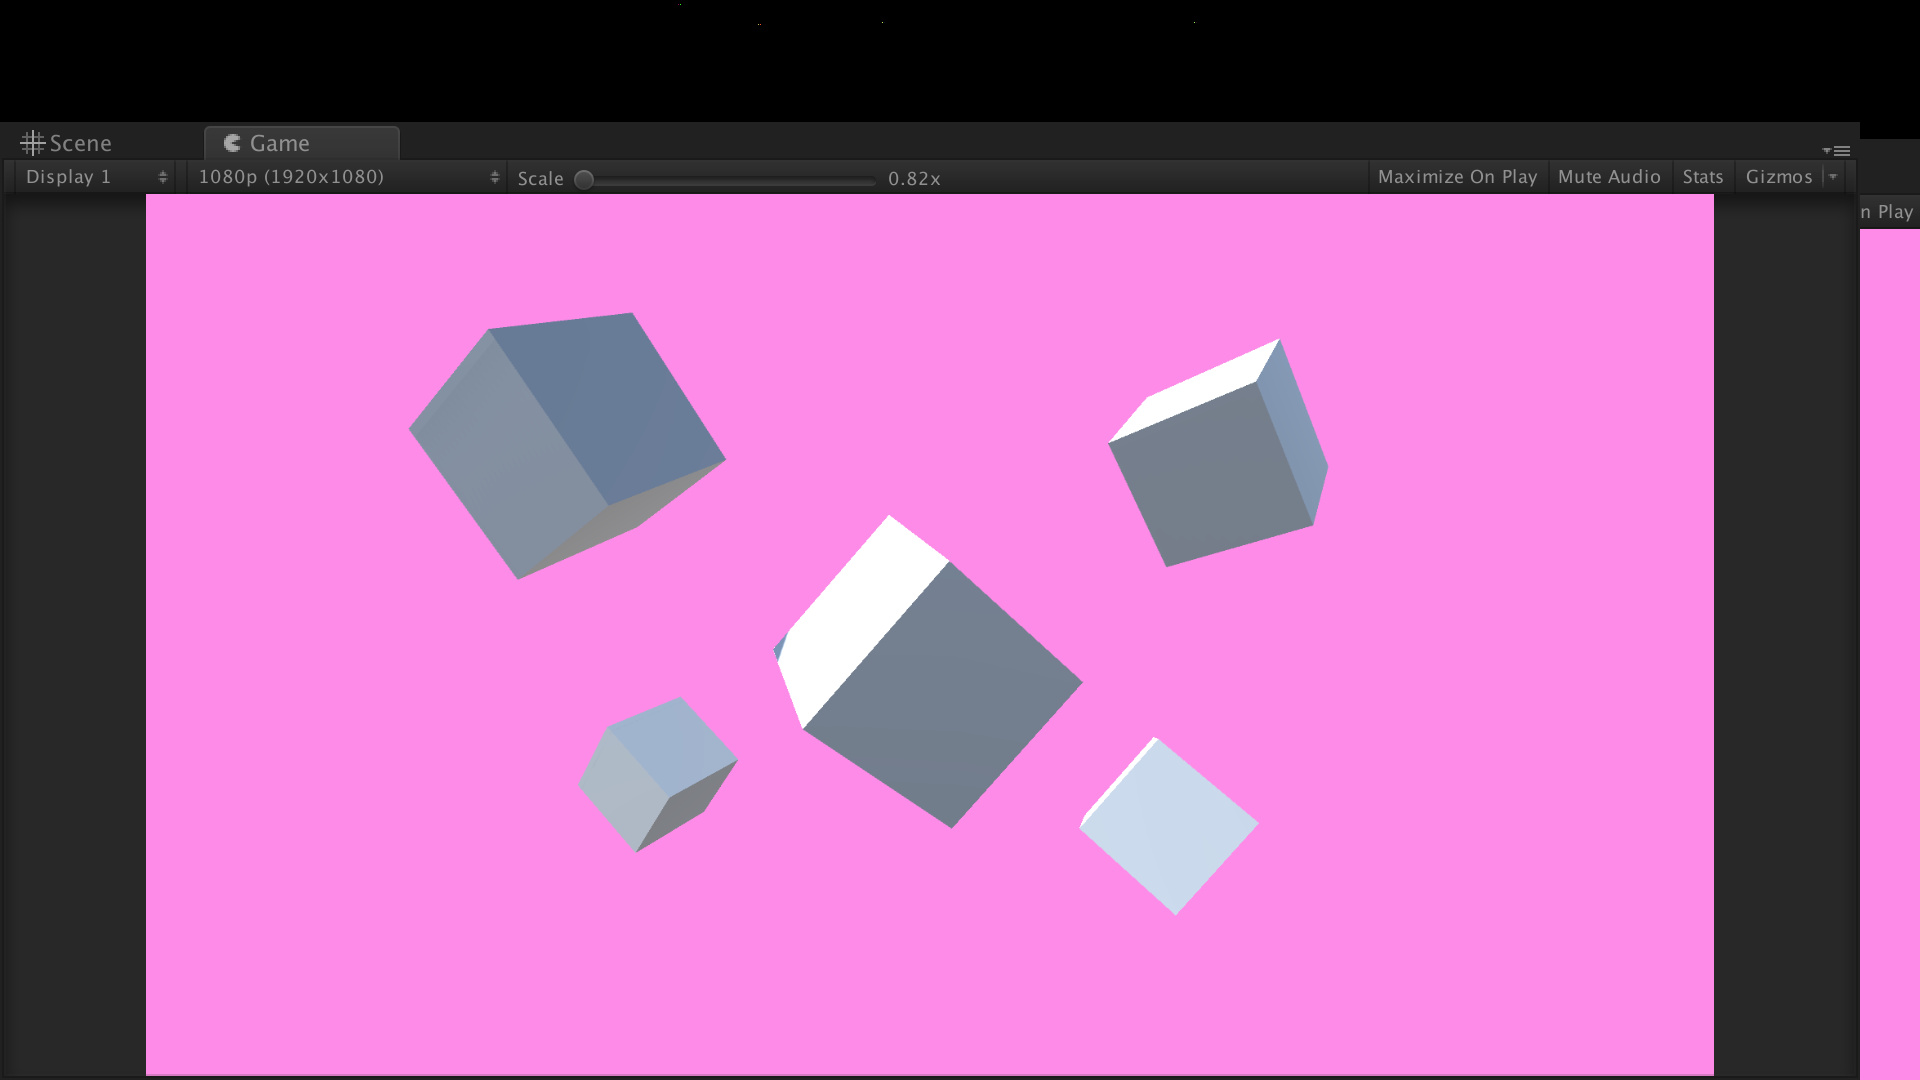 Scene
Game
Display 1
1080p (1920x1080)
Scale
0.82x
Maximize On Play
Mute Audio
Stats
Gizmos
n Play